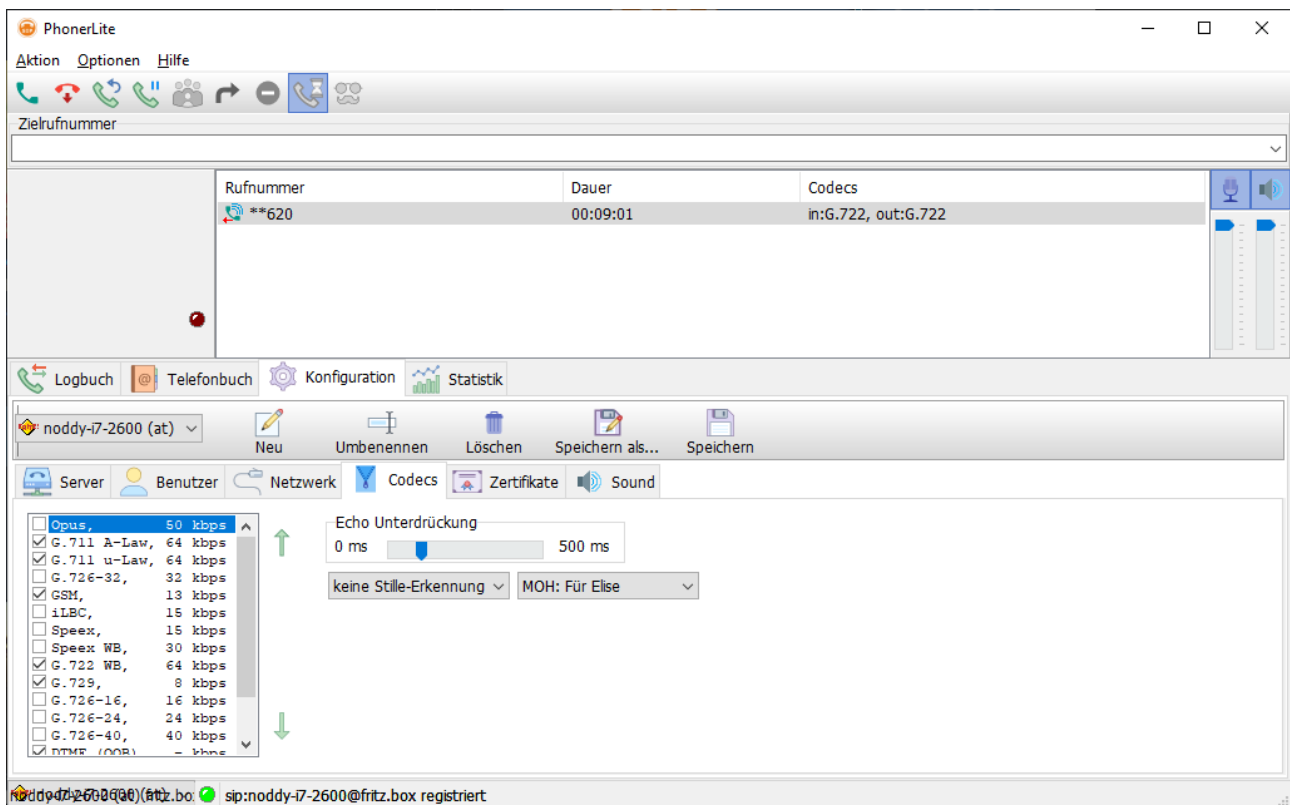 PhonerLite
Aktion Optionen Hilfe
Zielrufnummer
Rufnummer Dauer Codecs
**620 00:09:01 in:G.722, out:G.722
Logbuch @ Telefonbuch Konfiguration Statistik
noddy-i7-2600 (at)
Neu Umbenennen Löschen Speichern als... Speichern
Server Benutzer Netzwerk Codecs Zertifikate Sound
Opus, 50 kbps
G.711 A-Law, 64 kbps
G.711 u-Law, 64 kbps
G.726-32, 32 kbps
GSM, 13 kbps
iLBC, 15 kbps
Speex, 15 kbps
Speex WB, 30 kbps
G.722 WB, 64 kbps
G.729, 8 kbps
G.726-16, 16 kbps
G.726-24, 24 kbps
G.726-40, 40 kbps
DTMF (OOB) - kbps
Echo Unterdrückung
0 ms 500 ms
keine Stille-Erkennung MOH: Für Elise
sip:noddy-i7-2600@fritz.box registriert